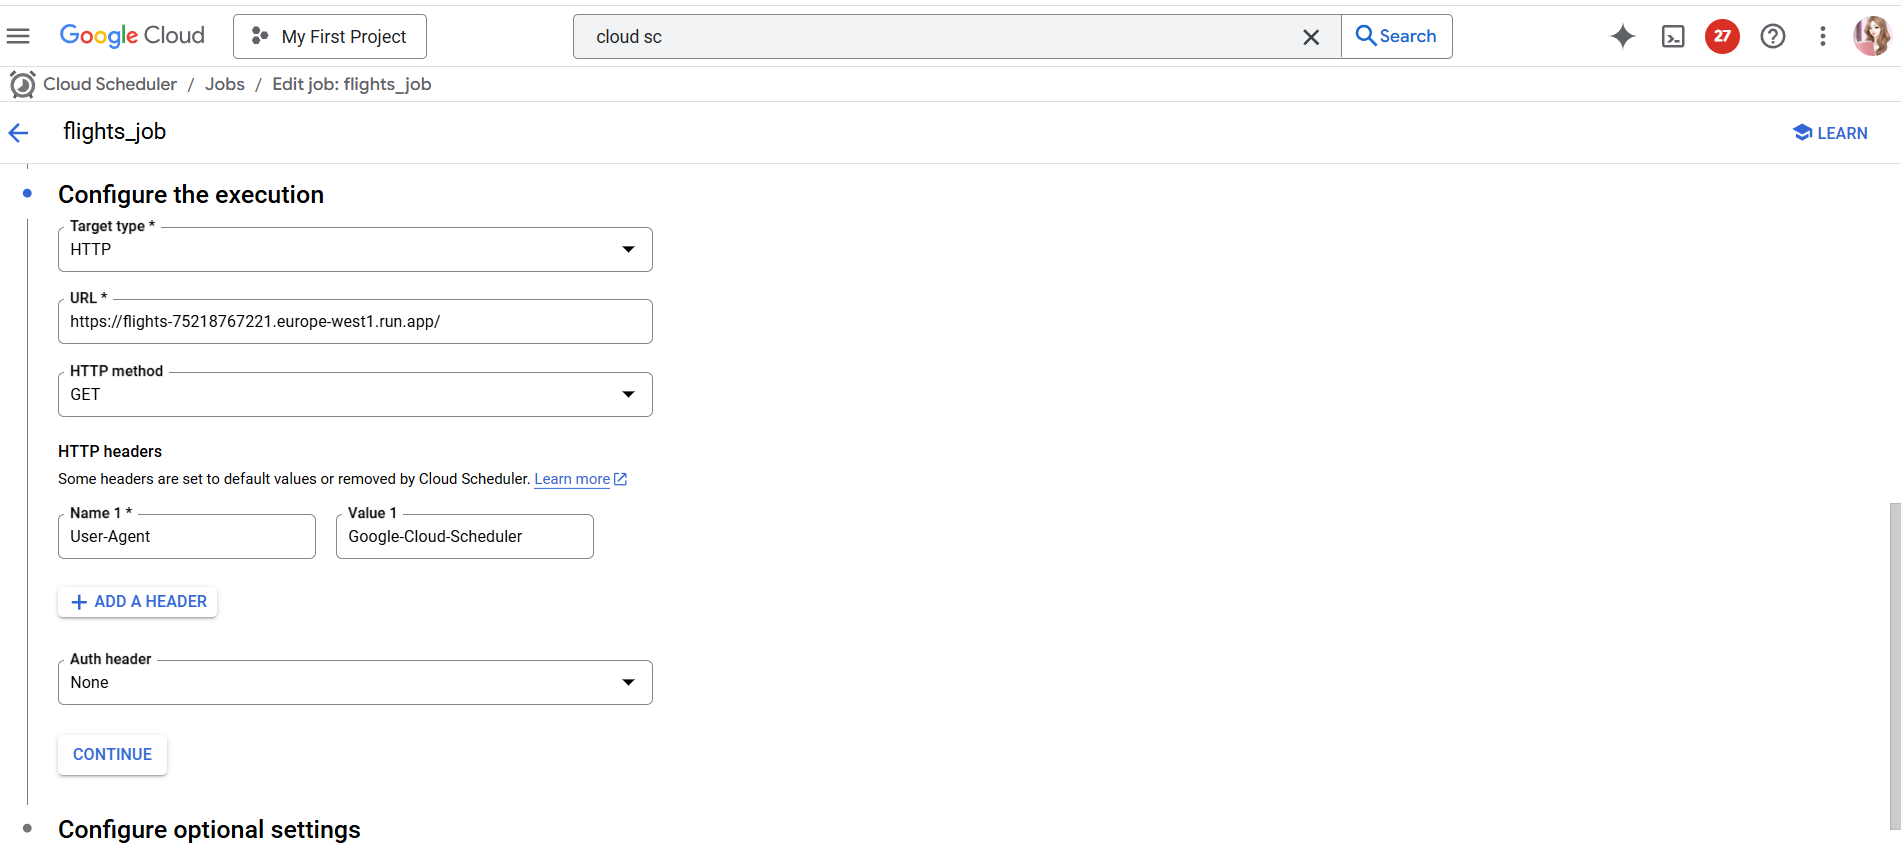 Google Cloud
My First Project
cloud sc
Search
27
Cloud Scheduler / Jobs / Edit job: flights_job
flights_job
LEARN
Configure the execution
Target type *
HTTP
URL *
https://flights-75218767221.europe-west1.run.app/
HTTP method
GET
HTTP headers
Some headers are set to default values or removed by Cloud Scheduler. Learn more
Name 1 *
User-Agent
Value 1
Google-Cloud-Scheduler
+ ADD A HEADER
Auth header
None
CONTINUE
Configure optional settings